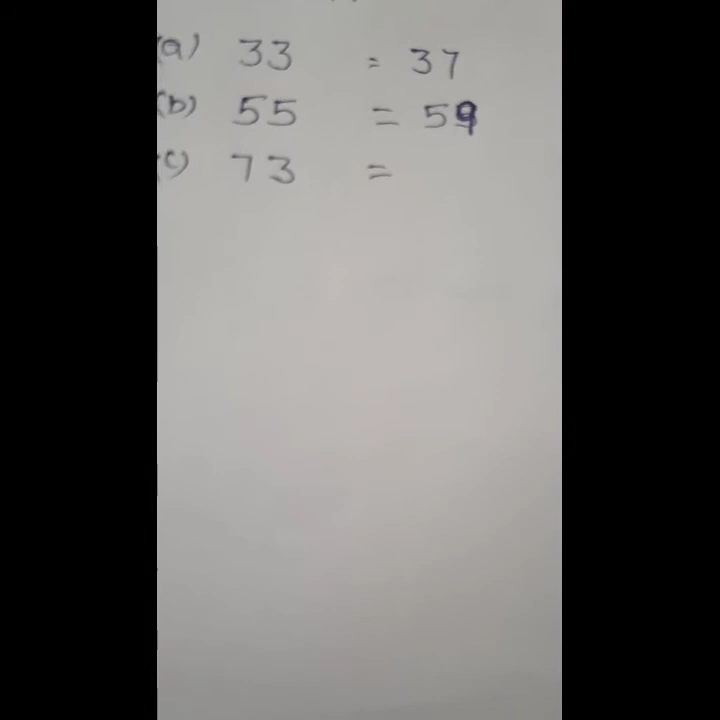 (a) 33 = 37
(b) 55 = 59
(c) 73 =